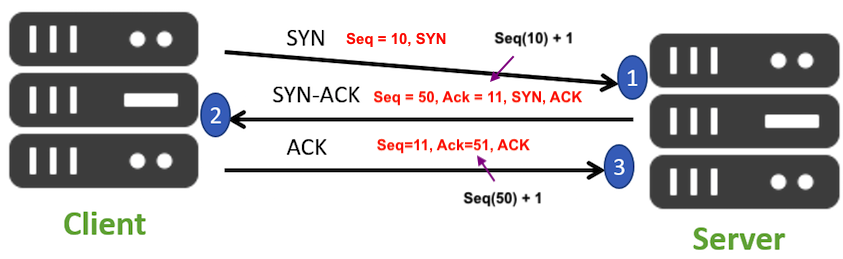 SYN Seq = 10, SYN Seq(10) + 1
1
SYN-ACK Seq = 50, Ack = 11, SYN, ACK
2
ACK Seq=11, Ack=51, ACK
3
Seq(50) + 1
Client
Server